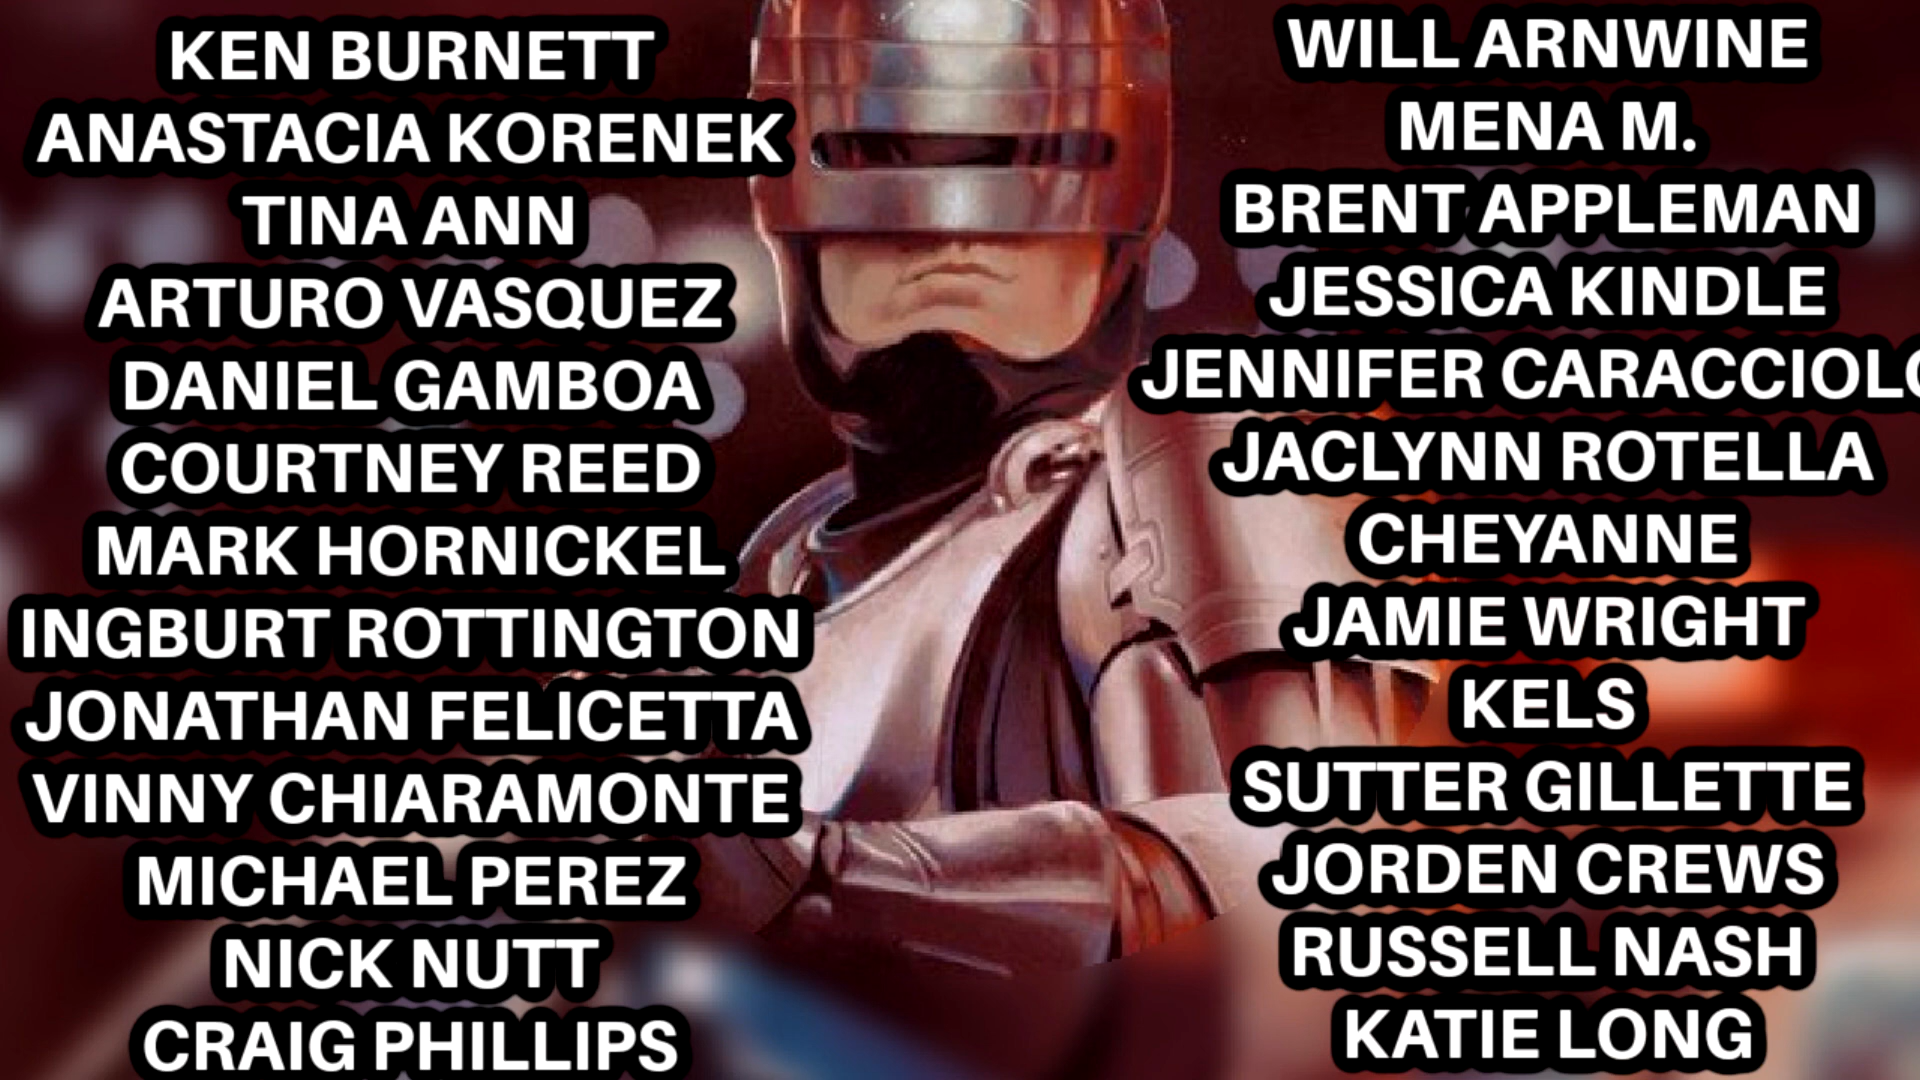 KEN BURNETT
ANASTACIA KORENEK
TINA ANN
ARTURO VASQUEZ
DANIEL GAMBOA
COURTNEY REED
MARK HORNICKEL
INGBURT ROTTINGTON
JONATHAN FELICETTA
VINNY CHIARAMONTE
MICHAEL PEREZ
NICK NUTT
CRAIG PHILLIPS
WILL ARNWINE
MENA M.
BRENT APPLEMAN
JESSICA KINDLE
JENNIFER CARACCIOLO
JACLYNN ROTELLA
CHEYANNE
JAMIE WRIGHT
KELS
SUTTER GILLETTE
JORDEN CREWS
RUSSELL NASH
KATIE LONG